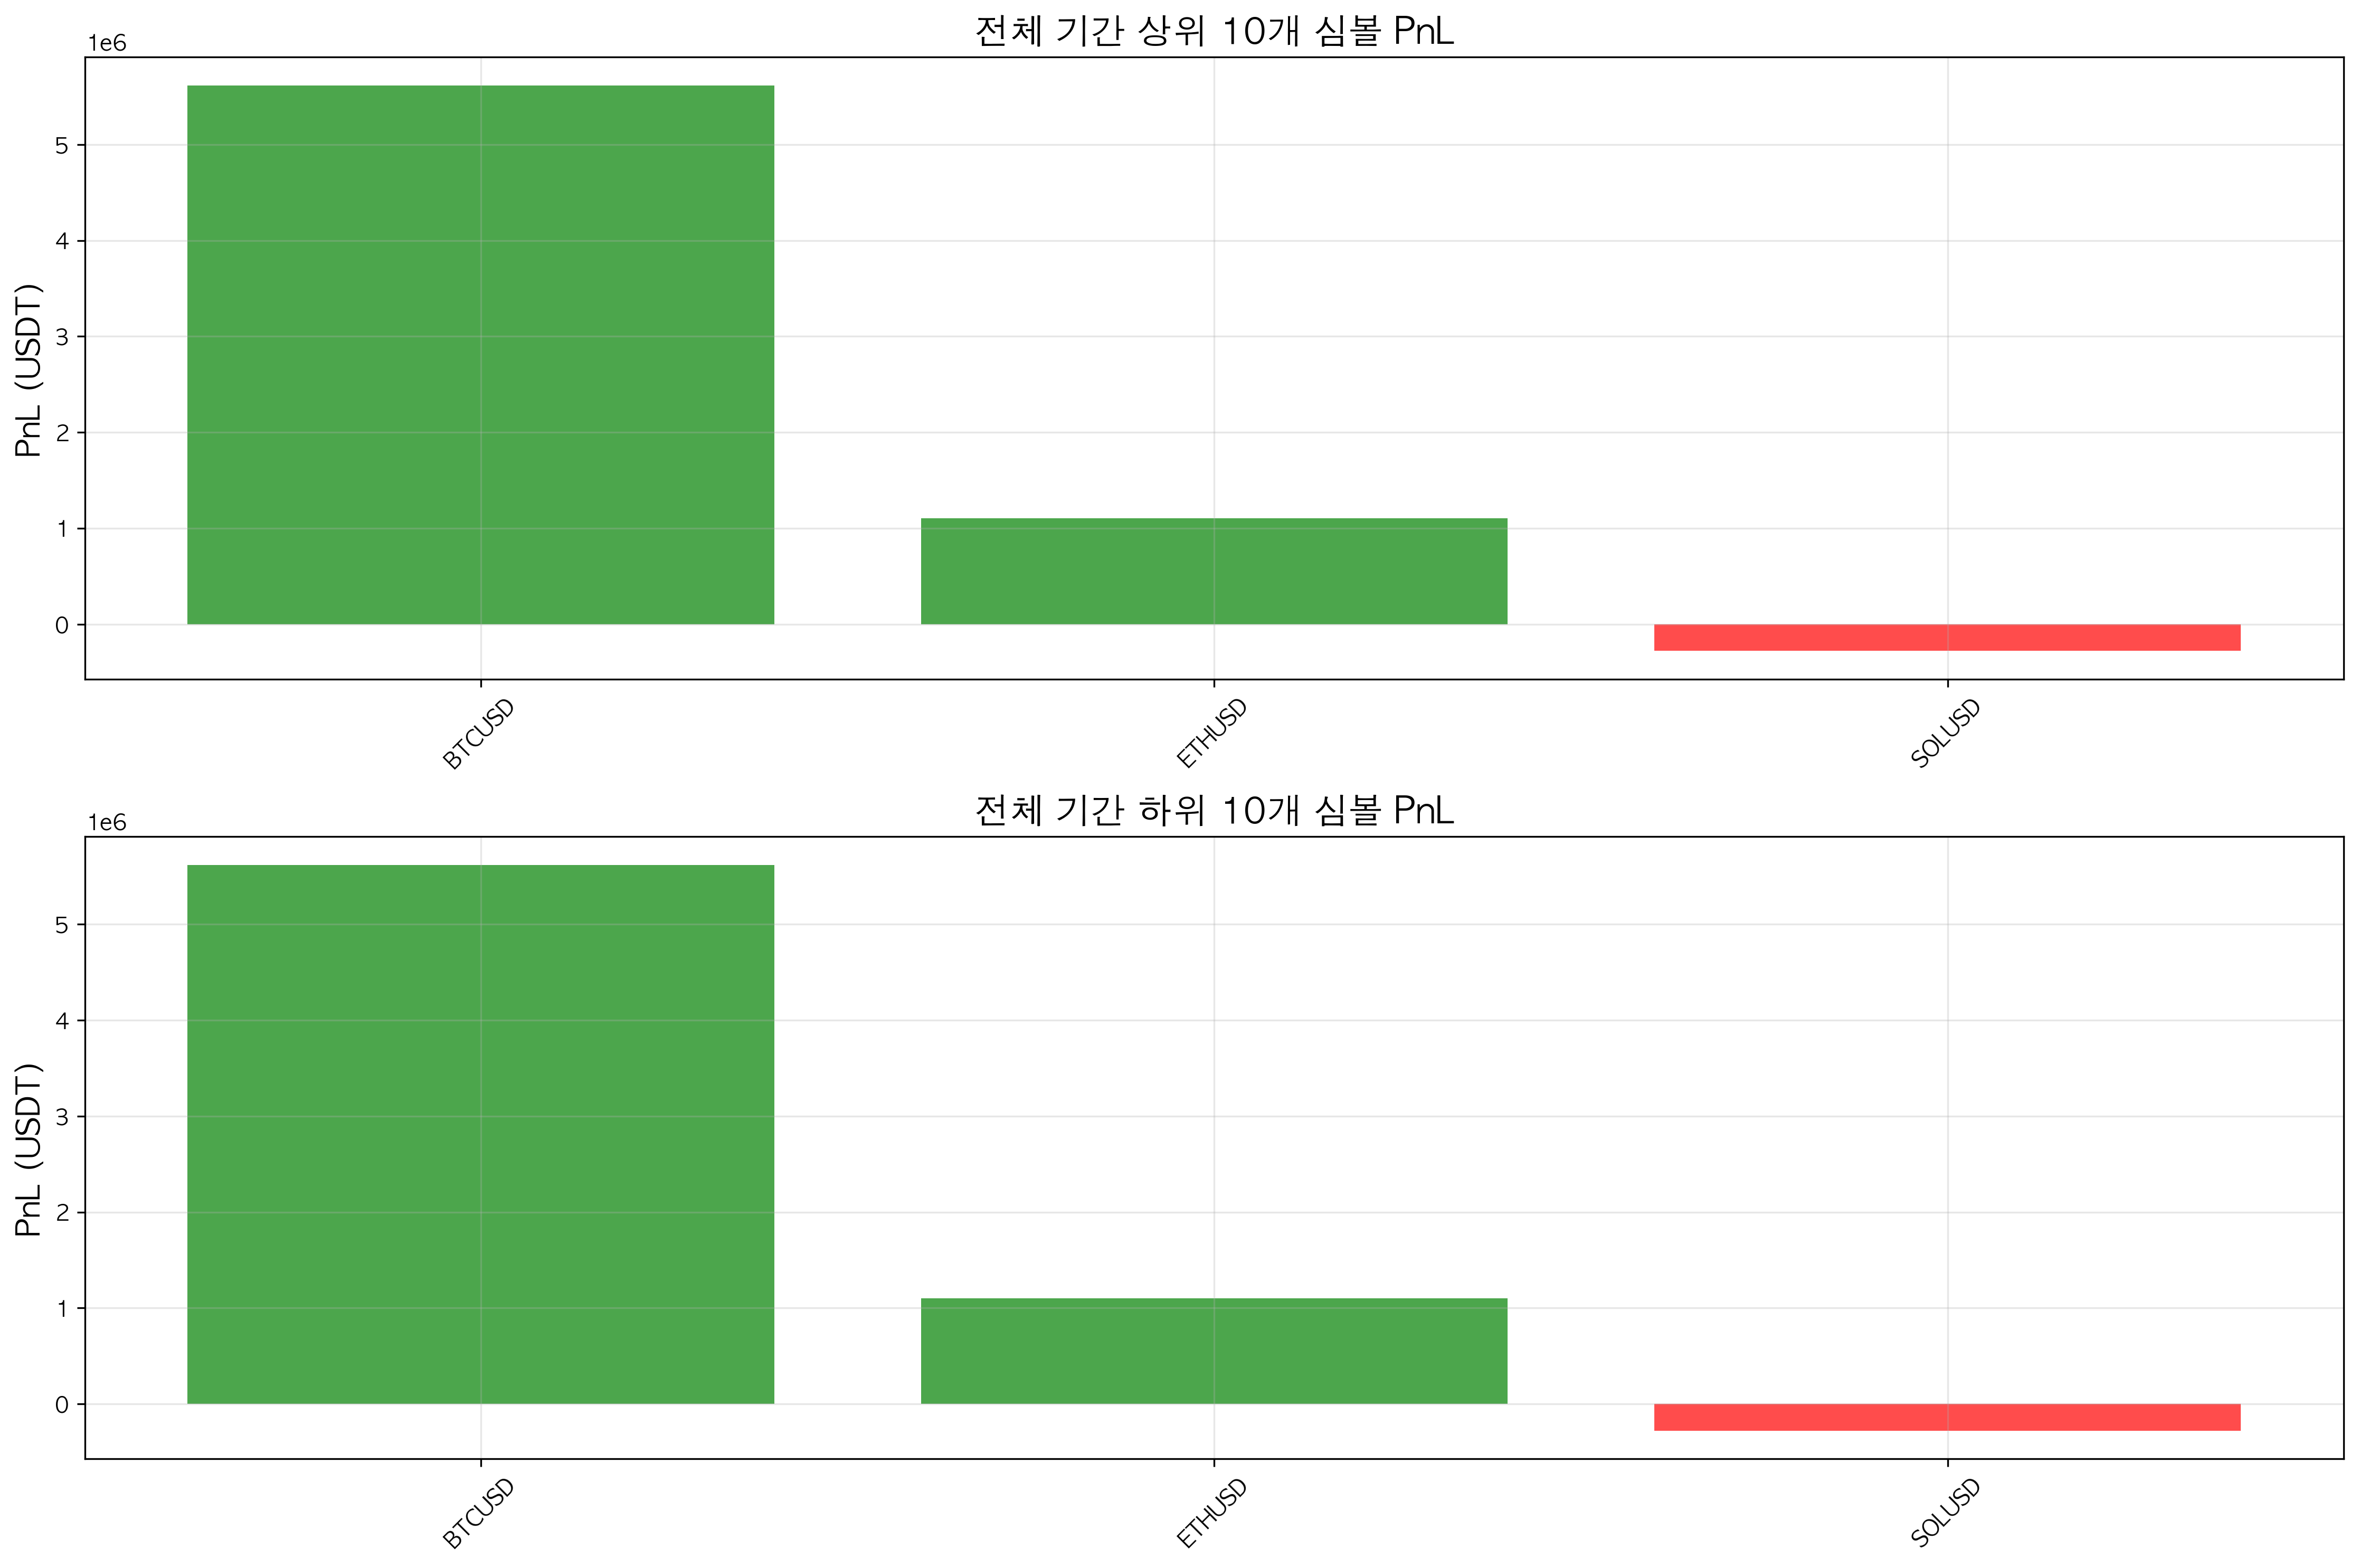 전체 기간 상위 10개 심볼 PnL
1e6
5
4
3
2
1
0
PnL (USDT)
BTCUSD
ETHUSD
SOLUSD
전체 기간 하위 10개 심볼 PnL
1e6
5
4
3
2
1
0
PnL (USDT)
BTCUSD
ETHUSD
SOLUSD